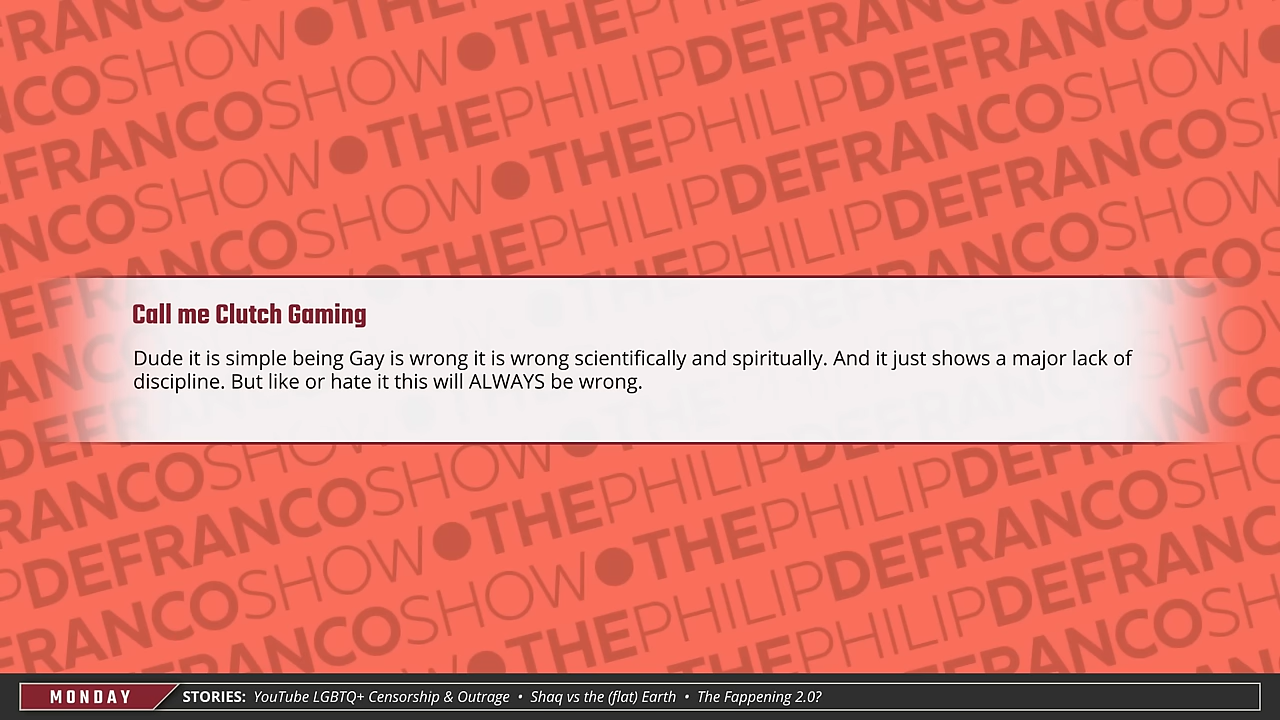 THEPHILIPDEFRANCOSHOW
Call me Clutch Gaming
Dude it is simple being Gay is wrong it is wrong scientifically and spiritually. And it just shows a major lack of
discipline. But like or hate it this will ALWAYS be wrong.
MONDAY
STORIES: YouTube LGBTQ+ Censorship & Outrage • Shaq vs the (flat) Earth • The Fappening 2.0?